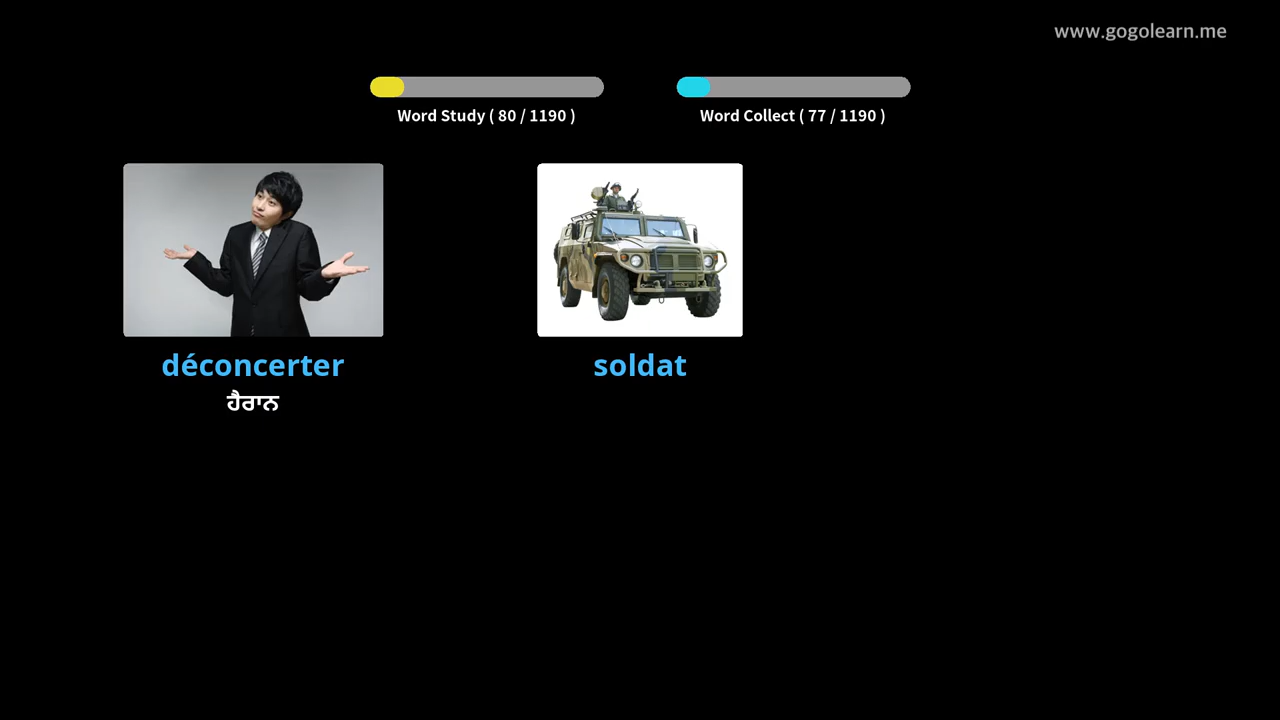 www.gogolearn.me
Word Study ( 80 / 1190 )
Word Collect ( 77 / 1190 )
déconcerter
soldat
ਹੈਰਾਨ